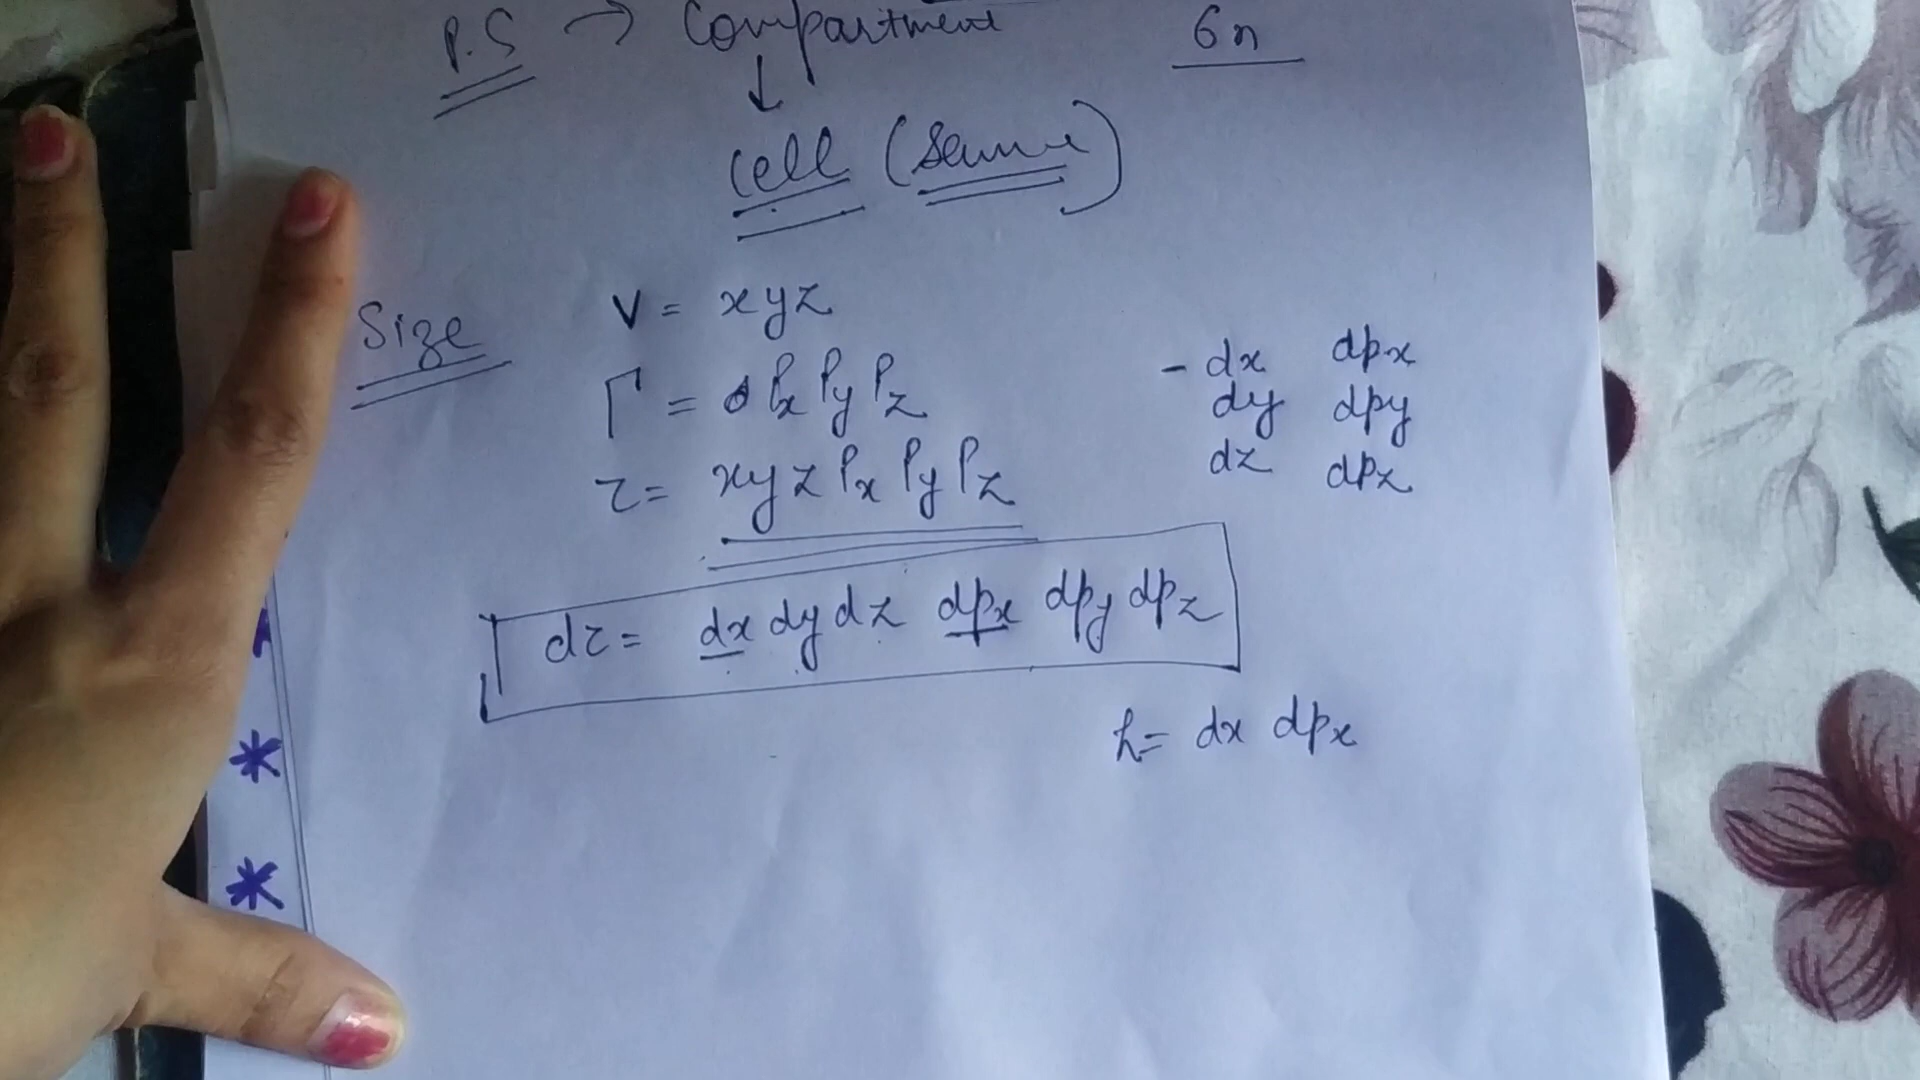 P.S → Compartment 6n
↓
Cell (Same)
Size V = xyz
Γ = Px Py Pz
τ = xyz Px Py Pz
- dx dpx
dy dpy
dz dpz
dτ = dx dy dz dpx dpy dpz
h = dx dpx